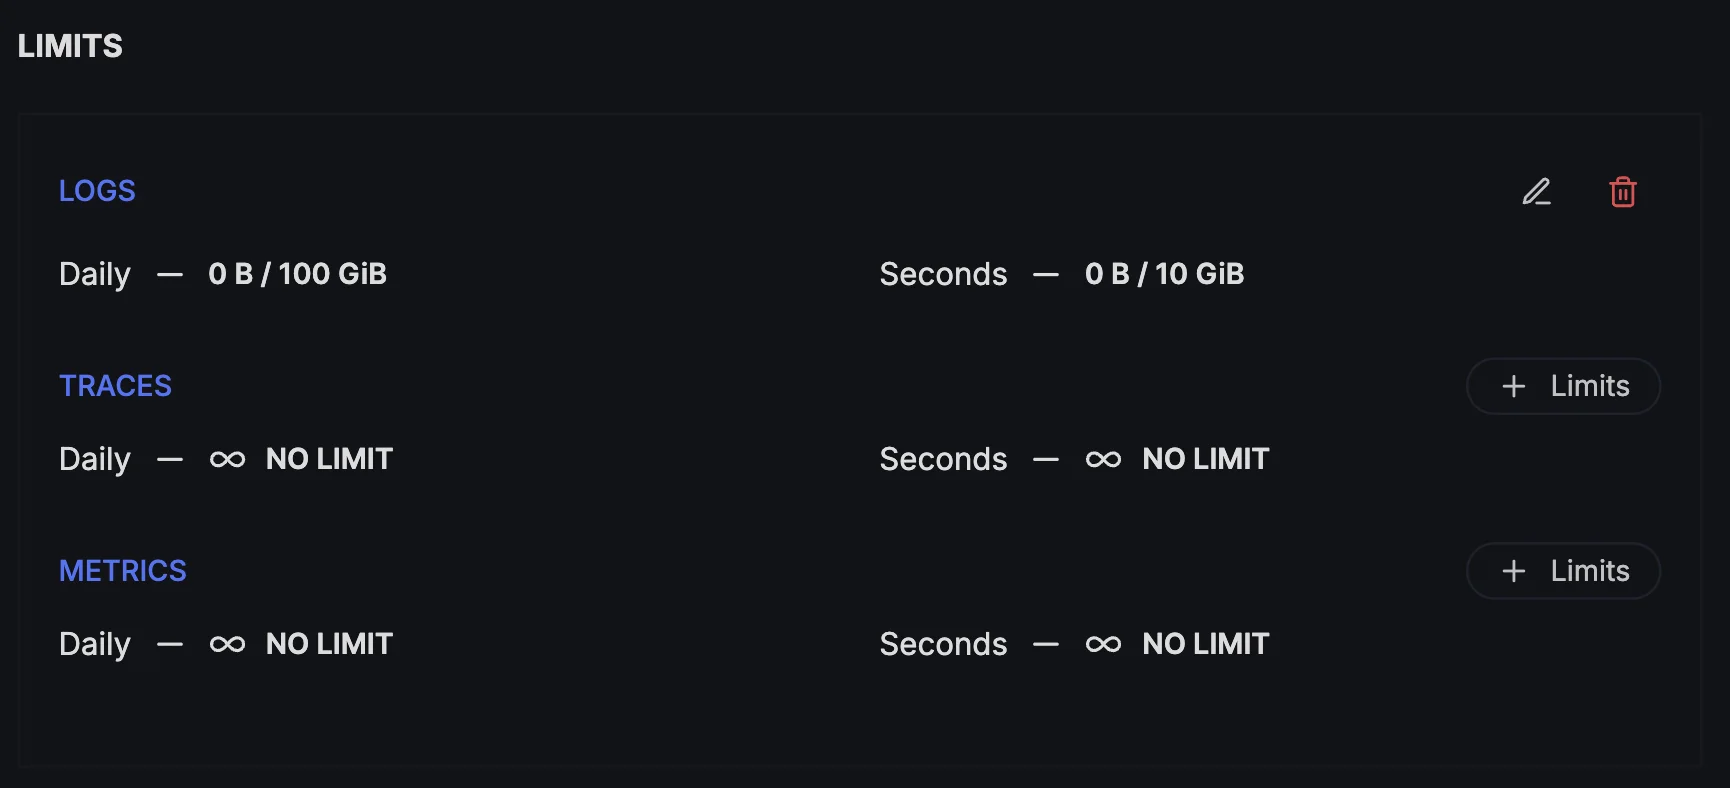 LIMITS
LOGS
Daily — 0 B / 100 GiB
Seconds — 0 B / 10 GiB
TRACES
+ Limits
Daily — ∞ NO LIMIT
Seconds — ∞ NO LIMIT
METRICS
+ Limits
Daily — ∞ NO LIMIT
Seconds — ∞ NO LIMIT